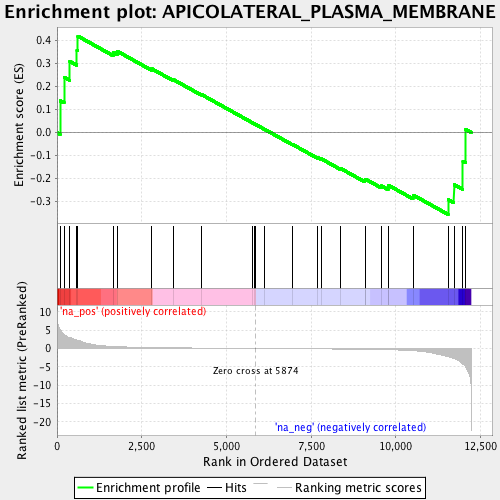 Enrichment plot: APICOLATERAL_PLASMA_MEMBRANE
Enrichment score (ES)
0.4
0.3
0.2
0.1
0.0
-0.1
-0.2
-0.3
'na_pos' (positively correlated)
Ranked list metric (PreRanked)
10
5
0
-5
-10
-15
-20
Zero cross at 5874
'na_neg' (negatively correlated)
0 2,500 5,000 7,500 10,000 12,500
Rank in Ordered Dataset
Enrichment profile Hits Ranking metric scores